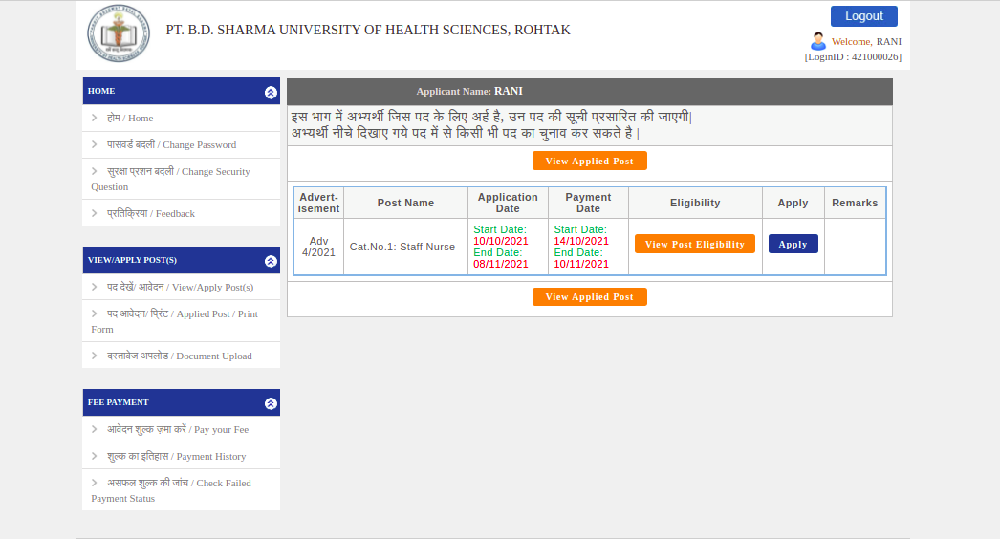 PT. B.D. SHARMA UNIVERSITY OF HEALTH SCIENCES, ROHTAK
Logout
Welcome, RANI
[LoginID : 421000026]
HOME
होम / Home
पासवर्ड बदली / Change Password
सुरक्षा प्रशन बदली / Change Security
Question
प्रतिक्रिया / Feedback
VIEW/APPLY POST(S)
पद देखें/ आवेदन / View/Apply Post(s)
पद आवेदन/ प्रिंट / Applied Post / Print
Form
दस्तावेज अपलोड / Document Upload
FEE PAYMENT
आवेदन शुल्क ज़मा करें / Pay your Fee
शुल्क का इतिहास / Payment History
असफल शुल्क की जांच / Check Failed
Payment Status
Applicant Name: RANI
इस भाग में अभ्यर्थी जिस पद के लिए अर्ह है, उन पद की सूची प्रसारित की जाएगी|
अभ्यर्थी नीचे दिखाए गये पद में से किसी भी पद का चुनाव कर सकते है |
View Applied Post
Advert-
isement
Post Name
Application
Date
Payment
Date
Eligibility
Apply
Remarks
Adv
4/2021
Cat.No.1: Staff Nurse
Start Date:
10/10/2021
End Date:
08/11/2021
Start Date:
14/10/2021
End Date:
10/11/2021
View Post Eligibility
Apply
--
View Applied Post